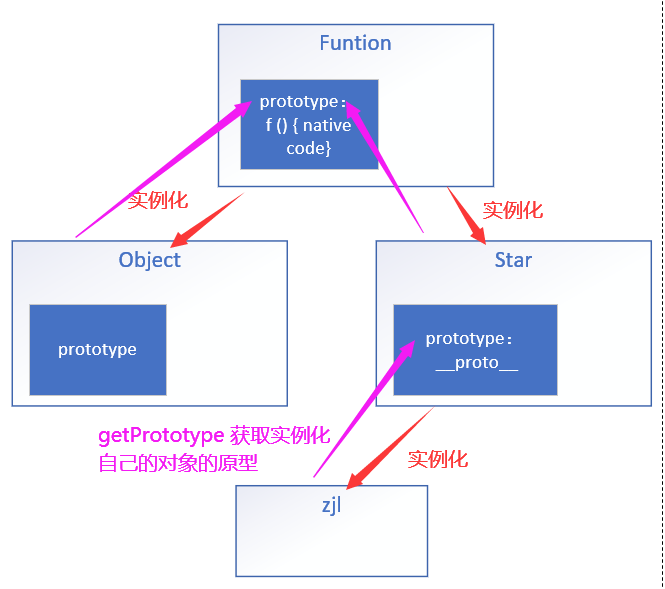 Funtion
prototype：
f () { native
code}
实例化
实例化
Object
Star
prototype
prototype：
__proto__
getPrototype 获取实例化
自己的对象的原型
实例化
zjl